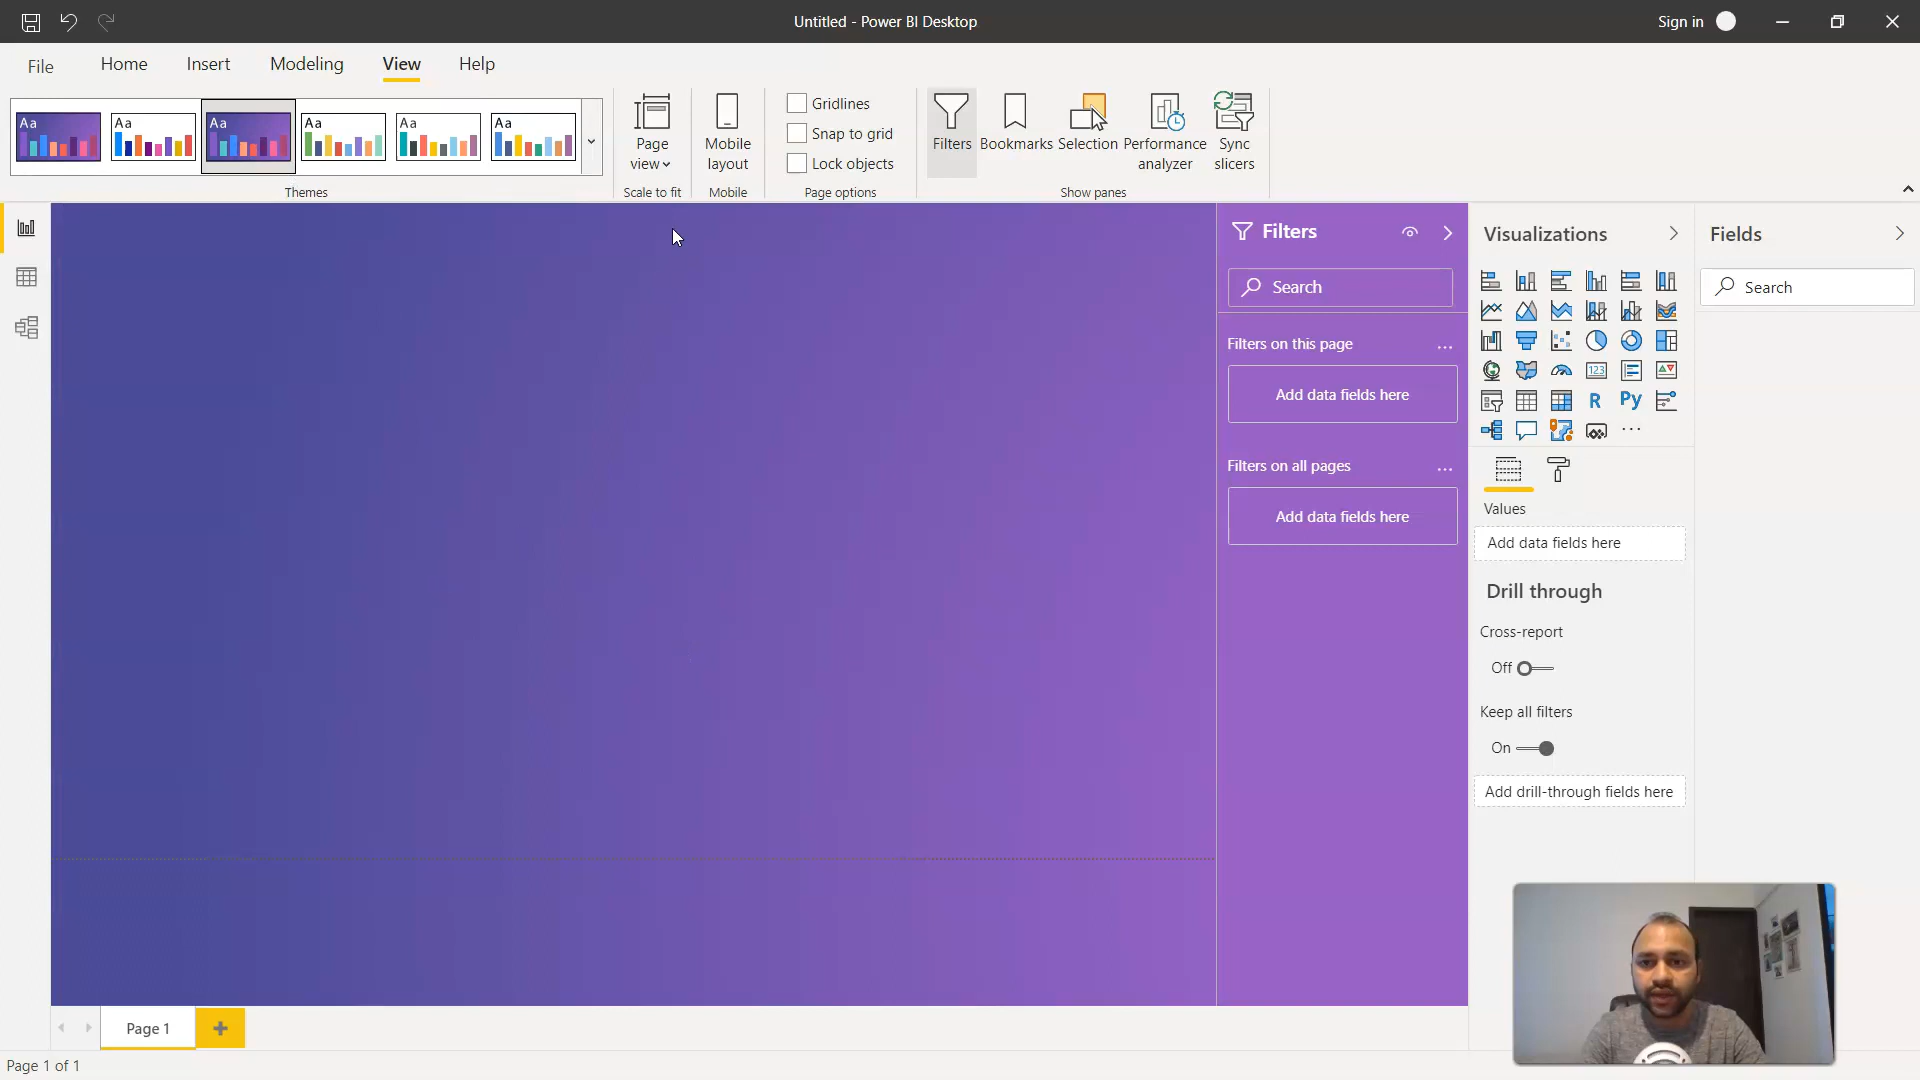 Untitled - Power BI Desktop
Sign in
File
Home
Insert
Modeling
View
Help
Aa
Aa
Aa
Aa
Aa
Aa
Themes
Page
view
Scale to fit
Mobile
layout
Mobile
Gridlines
Snap to grid
Lock objects
Page options
Filters
Bookmarks
Selection
Performance
analyzer
Sync
slicers
Show panes
Filters
Search
Filters on this page
...
Add data fields here
Filters on all pages
...
Add data fields here
Visualizations
123
R
Py
...
Values
Add data fields here
Drill through
Cross-report
Off
Keep all filters
On
Add drill-through fields here
Fields
Search
Page 1
Page 1 of 1